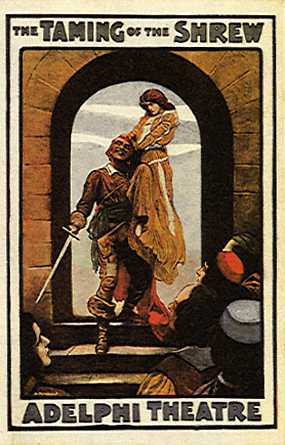 THE TAMING OF THE SHREW
ADELPHI THEATRE